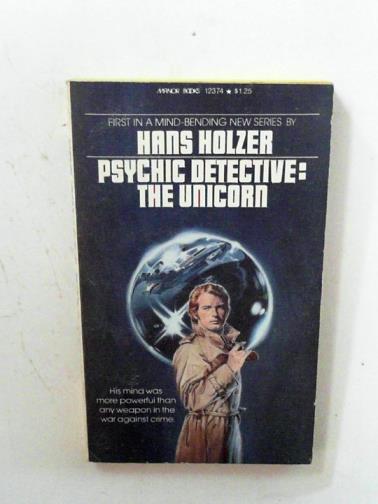 MANOR BOOKS 12374 ★ $1.25
FIRST IN A MIND-BENDING NEW SERIES BY
HANS HOLZER
PSYCHIC DETECTIVE:
THE UNICORN
His mind was
more powerful than
any weapon in the
war against crime.